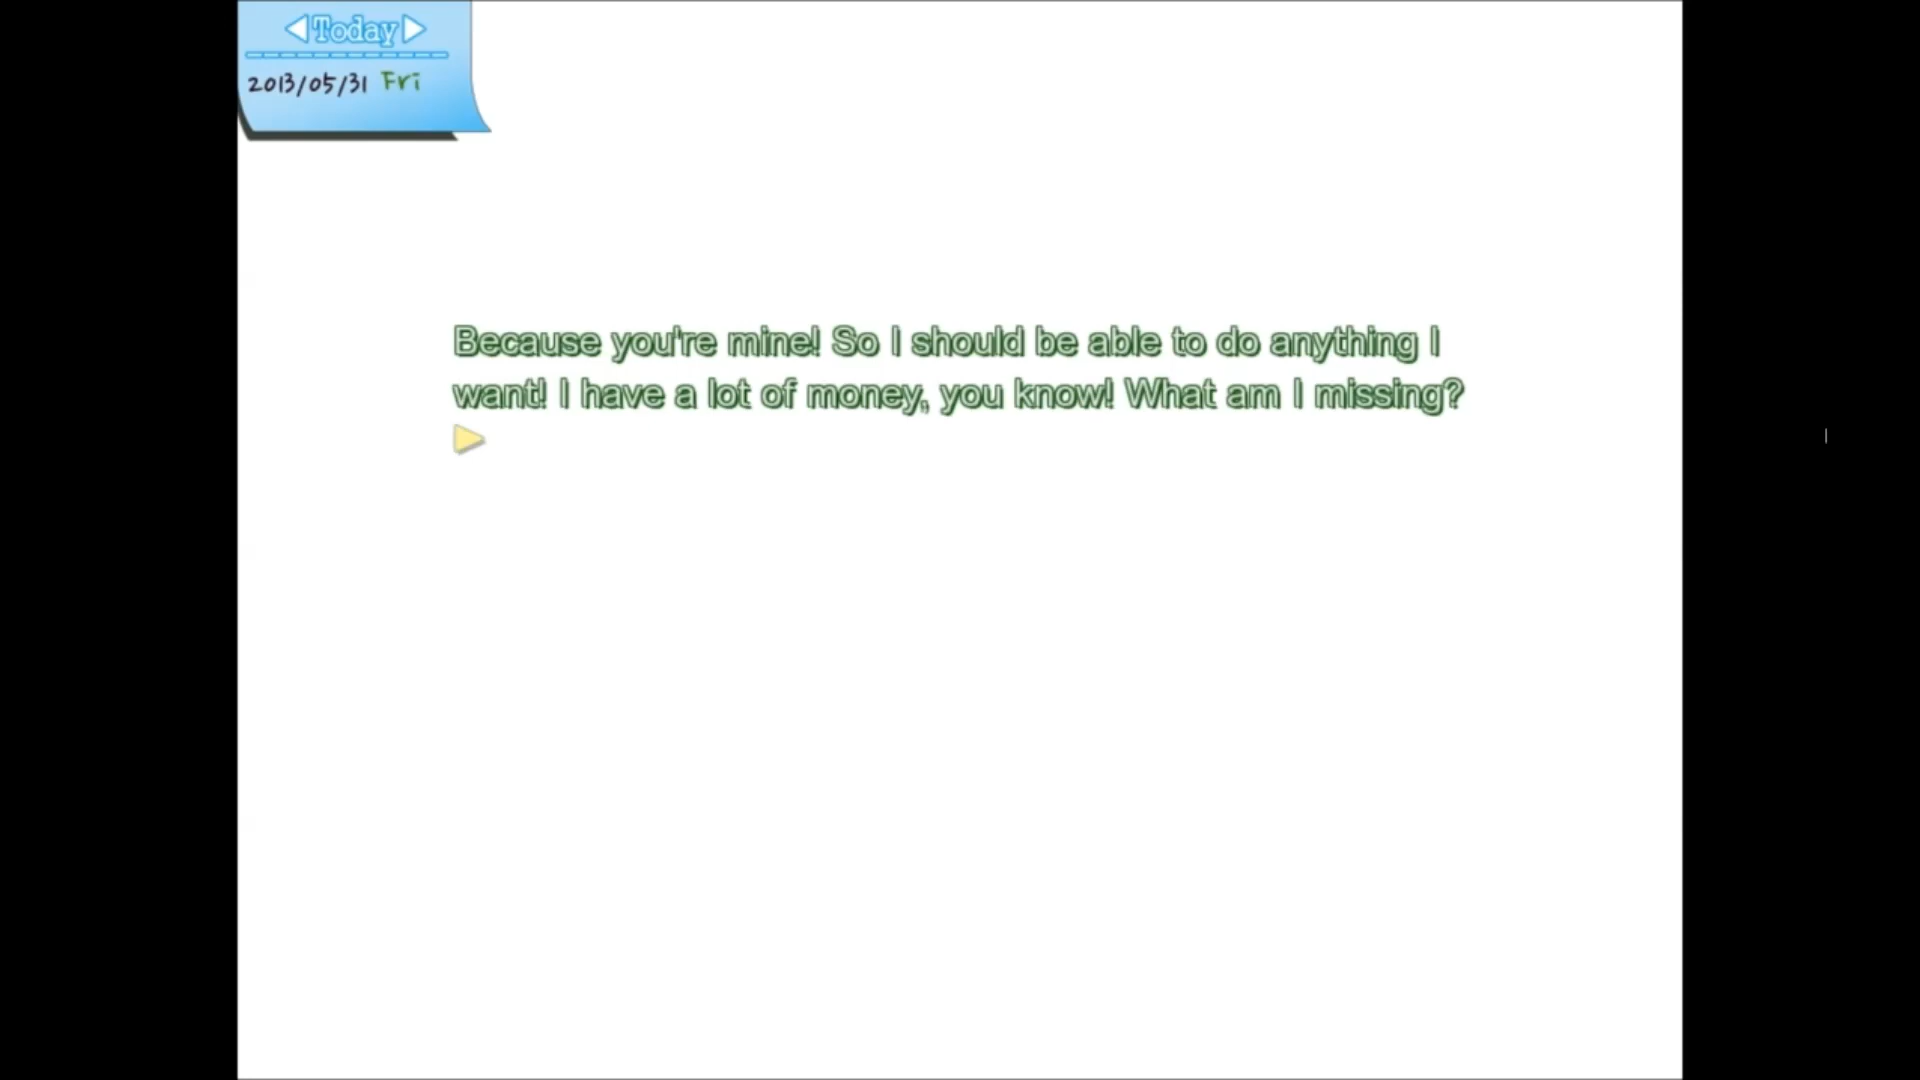 Today
2013/05/31 Fri
Because you're mine! So I should be able to do anything I
want! I have a lot of money, you know! What am I missing?